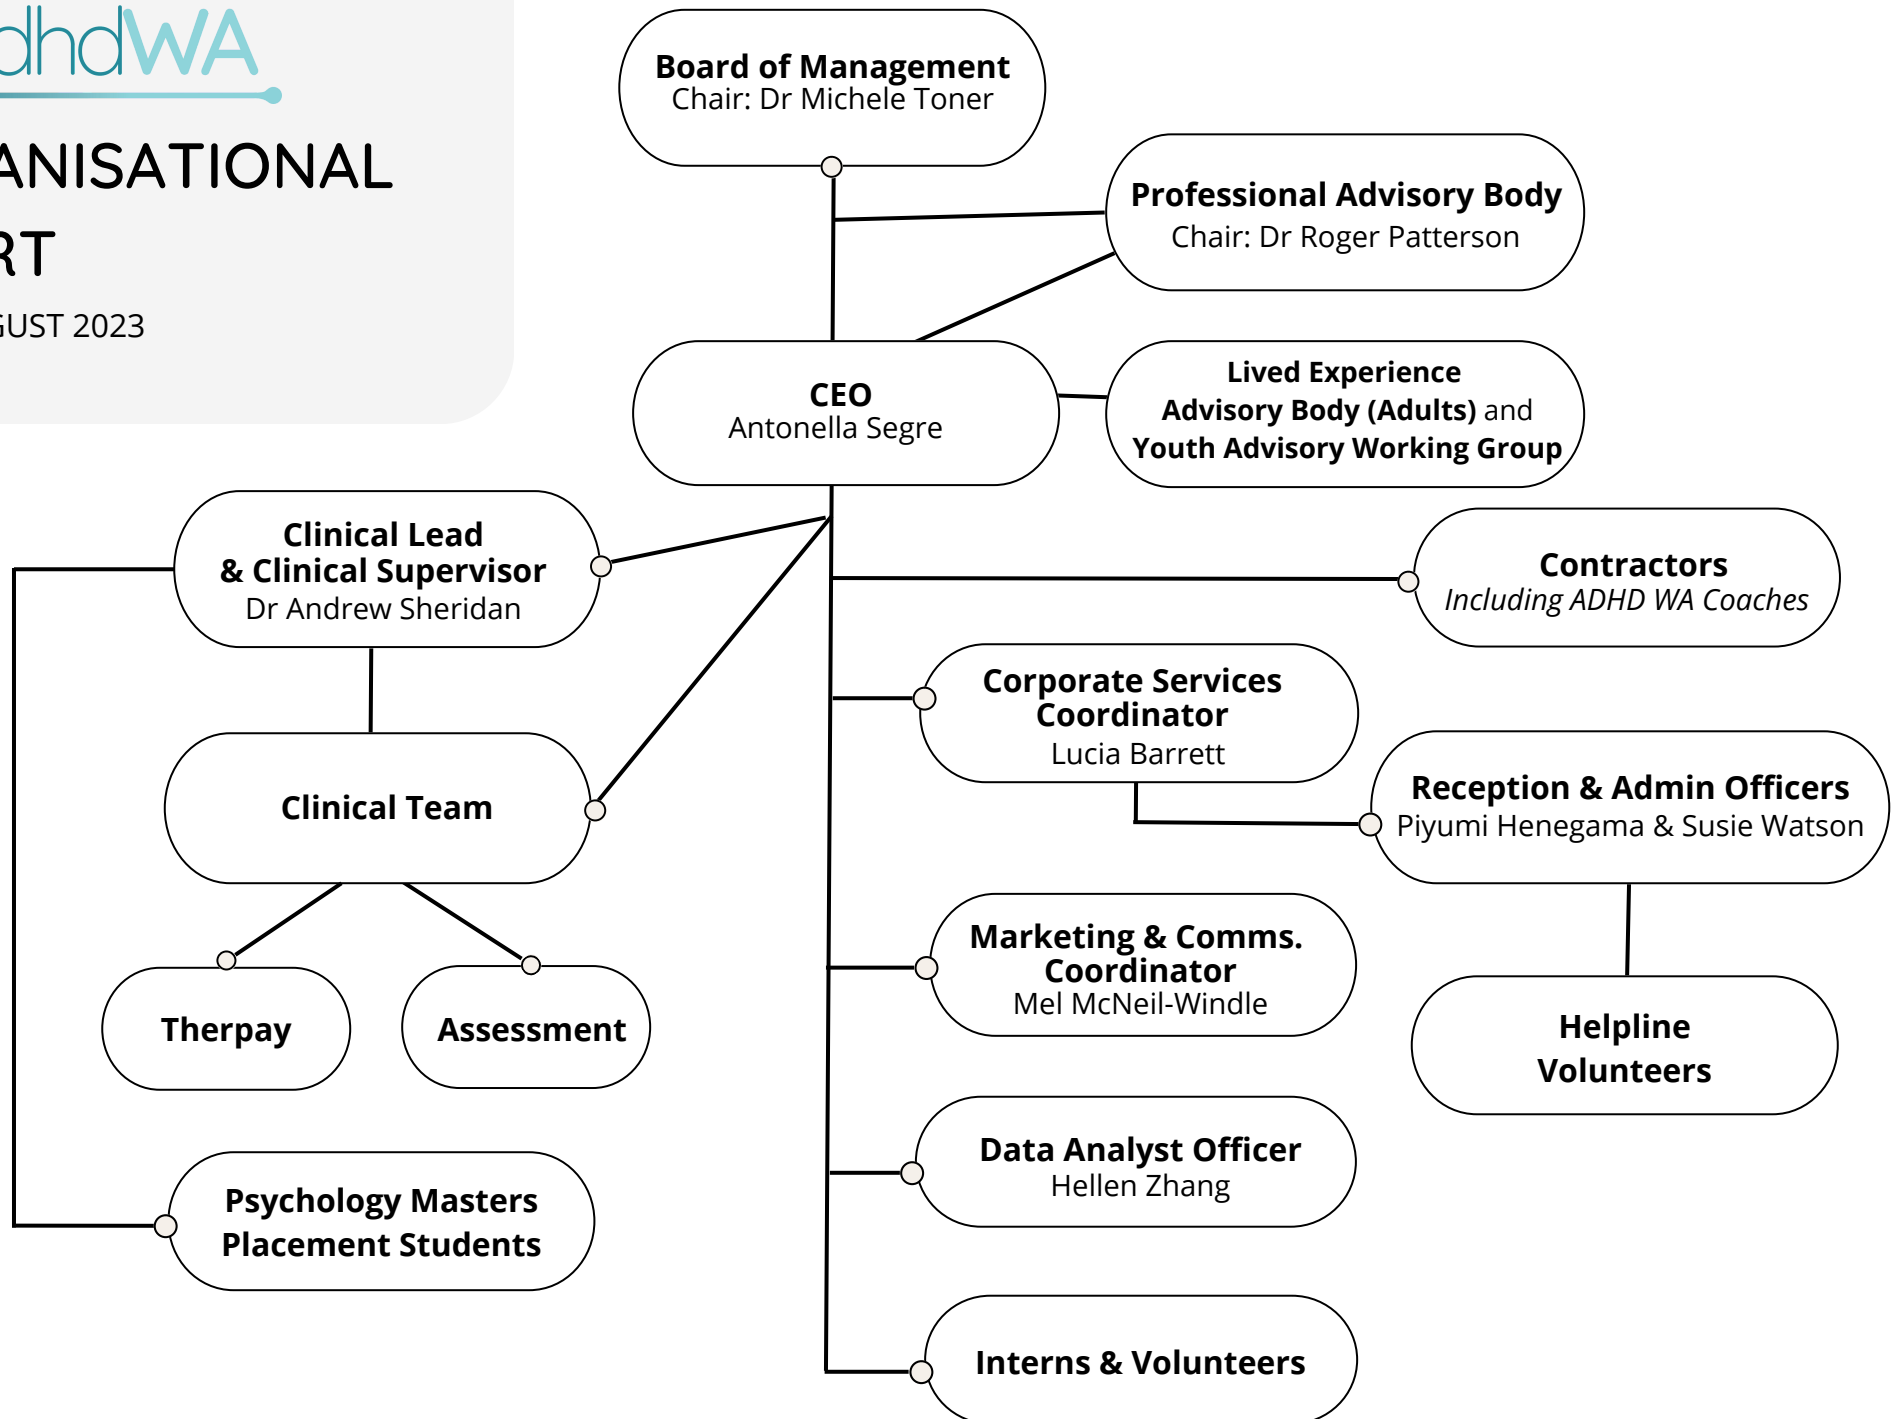 dhdWA
ANISATIONAL
RT
GUST 2023
Board of Management
Chair: Dr Michele Toner
Professional Advisory Body
Chair: Dr Roger Patterson
CEO
Antonella Segre
Lived Experience
Advisory Body (Adults) and
Youth Advisory Working Group
Clinical Lead
& Clinical Supervisor
Dr Andrew Sheridan
Contractors
Including ADHD WA Coaches
Corporate Services
Coordinator
Lucia Barrett
Reception & Admin Officers
Piyumi Henegama & Susie Watson
Clinical Team
Marketing & Comms.
Coordinator
Mel McNeil-Windle
Therpay
Assessment
Helpline
Volunteers
Data Analyst Officer
Hellen Zhang
Psychology Masters
Placement Students
Interns & Volunteers